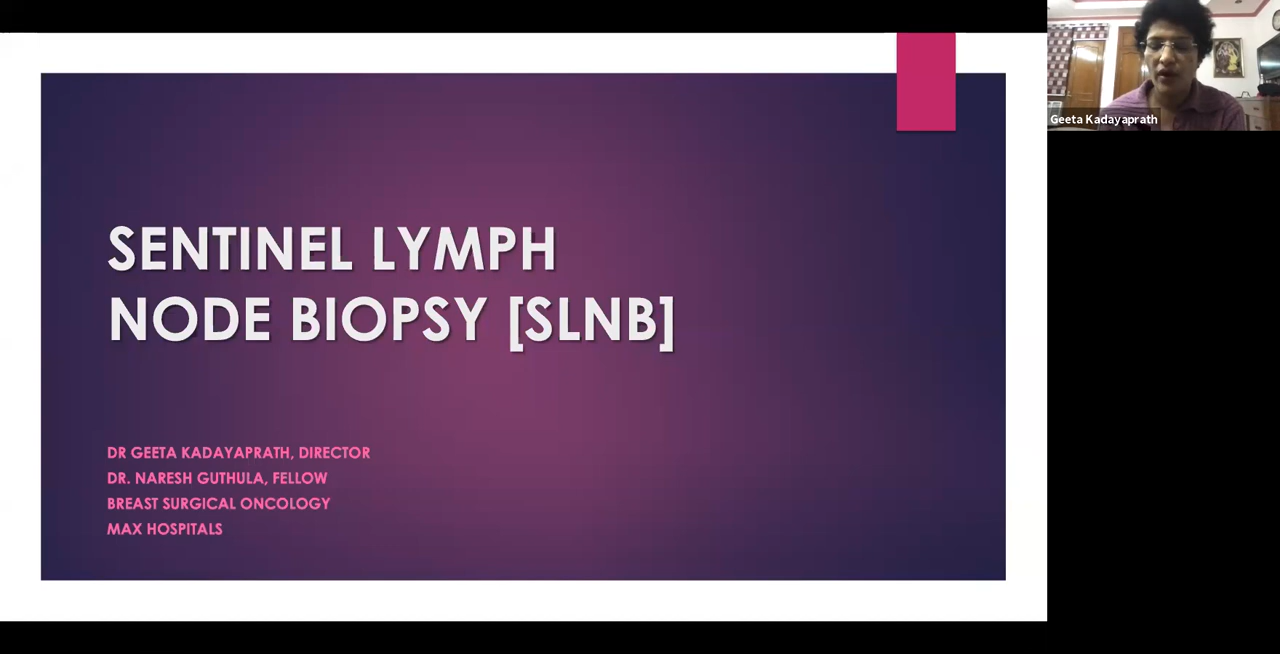 SENTINEL LYMPH
NODE BIOPSY [SLNB]
DR GEETA KADAYAPRATH, DIRECTOR
DR. NARESH GUTHULA, FELLOW
BREAST SURGICAL ONCOLOGY
MAX HOSPITALS
Geeta Kadayaprath